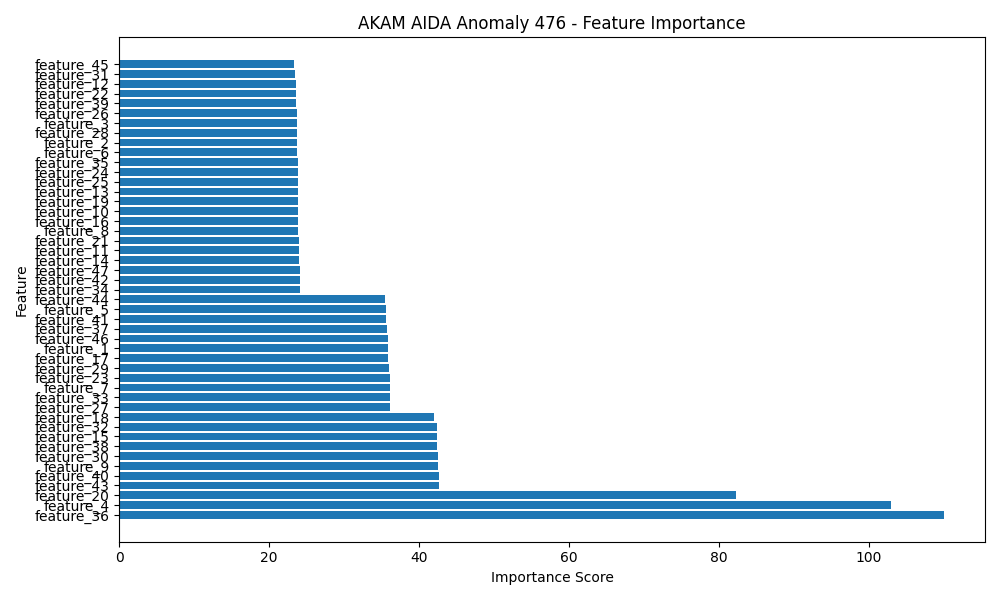 AKAM AIDA Anomaly 476 - Feature Importance
feature_45
feature_31
feature_12
feature_22
feature_39
feature_26
feature_3
feature_28
feature_2
feature_6
feature_35
feature_24
feature_25
feature_13
feature_19
feature_10
feature_16
feature_8
feature_21
feature_11
feature_14
feature_47
feature_42
feature_34
feature_44
feature_5
feature_41
feature_37
feature_46
feature_1
feature_17
feature_29
feature_23
feature_7
feature_33
feature_27
feature_18
feature_32
feature_15
feature_38
feature_30
feature_9
feature_40
feature_43
feature_20
feature_4
feature_36
Feature
0 20 40 60 80 100
Importance Score